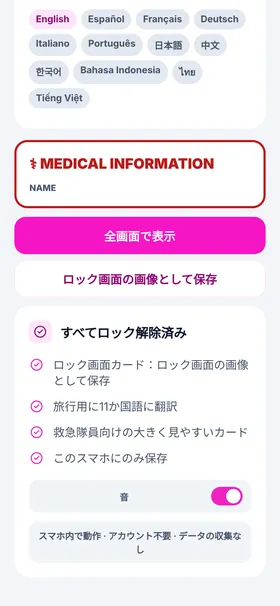 English Español Français Deutsch
Italiano Português 日本語 中文
한국어 Bahasa Indonesia ไทย
Tiếng Việt
⚕ MEDICAL INFORMATION
NAME
全画面で表示
ロック画面の画像として保存
すべてロック解除済み
ロック画面カード：ロック画面の画像
として保存
旅行用に11か国語に翻訳
救急隊員向けの大きく見やすいカード
このスマホにのみ保存
音
スマホ内で動作 · アカウント不要 · データの収集な
し